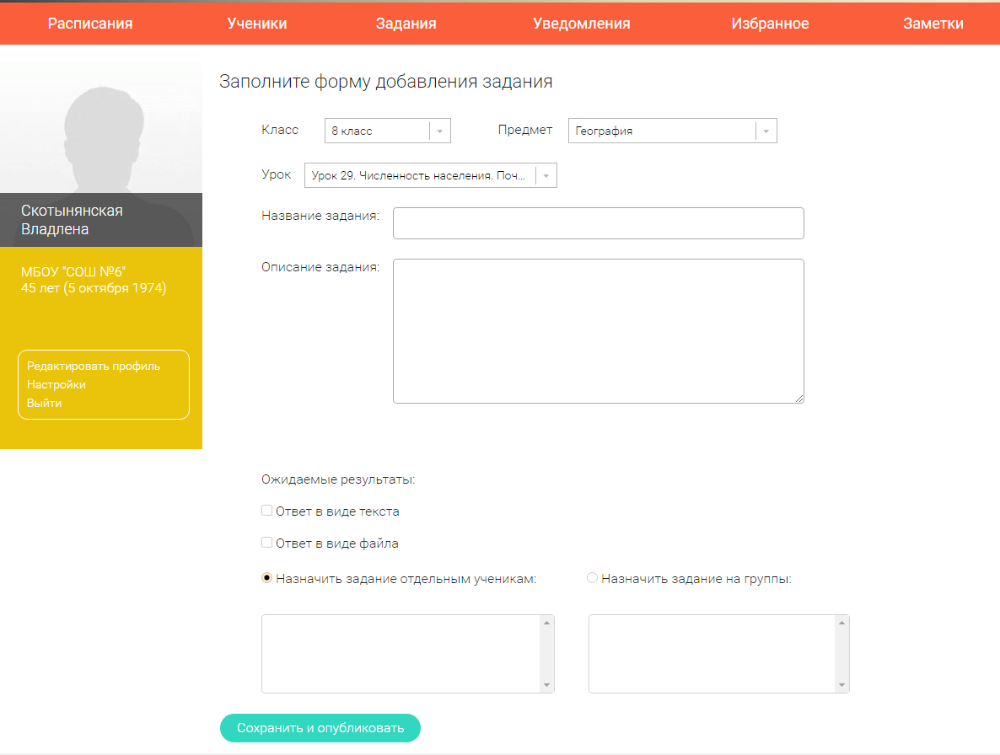 Расписания Ученики Задания Уведомления Избранное Заметки
Скотынянская
Владлена
МБОУ "СОШ №6"
45 лет (5 октября 1974)
Редактировать профиль
Настройки
Выйти
Заполните форму добавления задания
Класс 8 класс Предмет География
Урок Урок 29. Численность населения. Поч...
Название задания:
Описание задания:
Ожидаемые результаты:
Ответ в виде текста
Ответ в виде файла
Назначить задание отдельным ученикам: Назначить задание на группы:
Сохранить и опубликовать